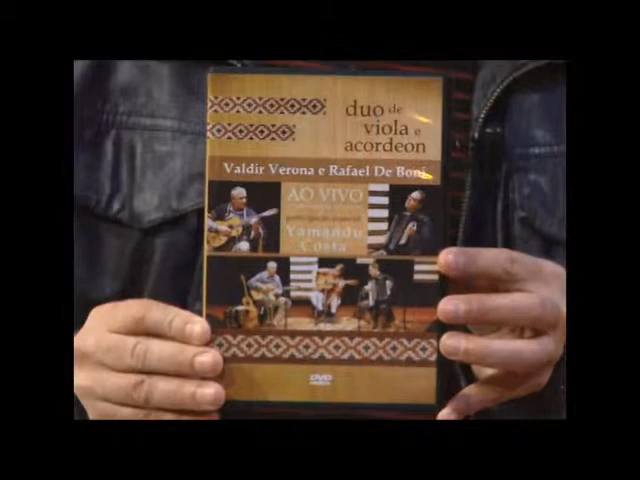 duo de
viola e
acordeon
Valdir Verona e Rafael De Boni
AO VIVO
Yamandu
Costa
DVD